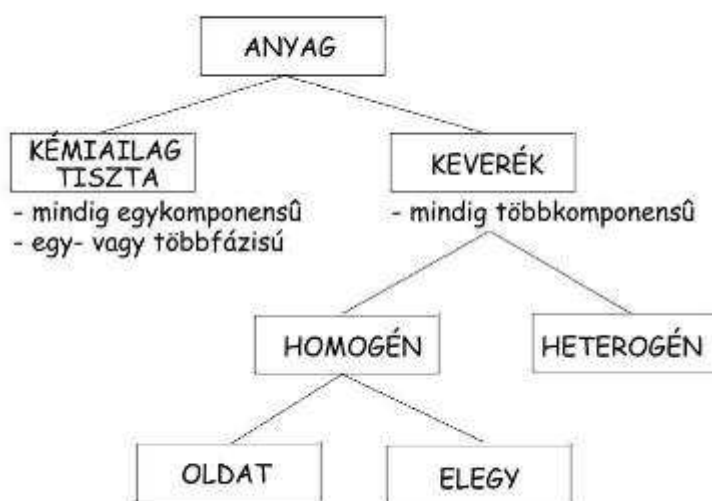 ANYAG
KÉMIAILAG
TISZTA
- mindig egykomponensû
- egy- vagy többfázisú
KEVERÉK
- mindig többkomponensû
HOMOGÉN
HETEROGÉN
OLDAT
ELEGY